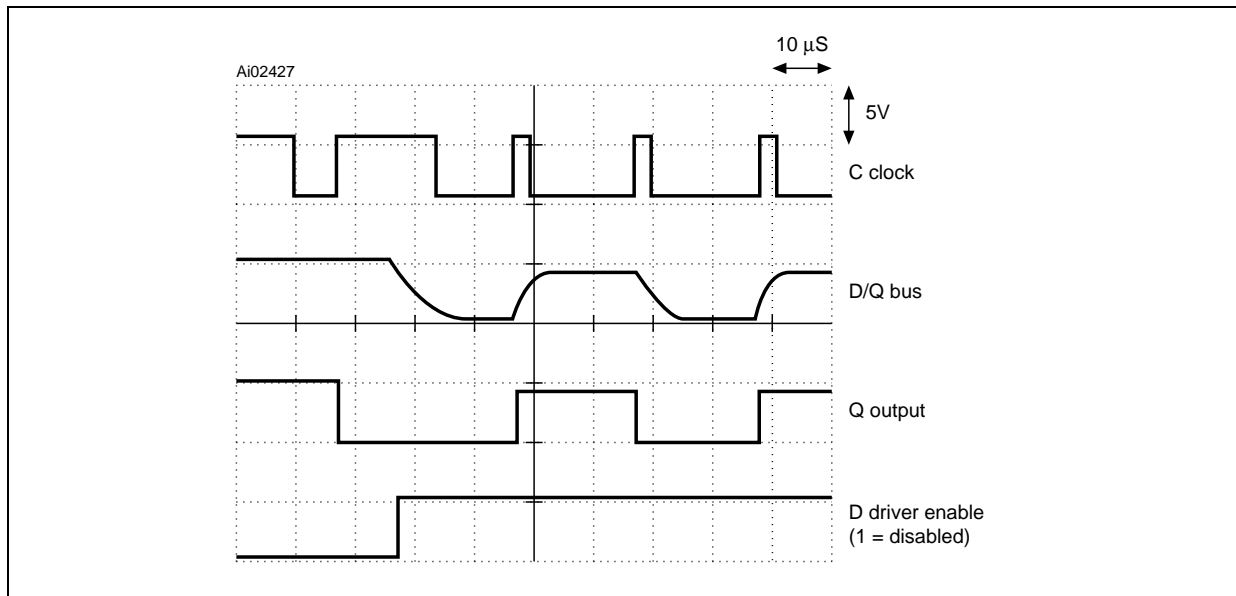 10 μS
Ai02427
5V
C clock
D/Q bus
Q output
D driver enable
(1 = disabled)